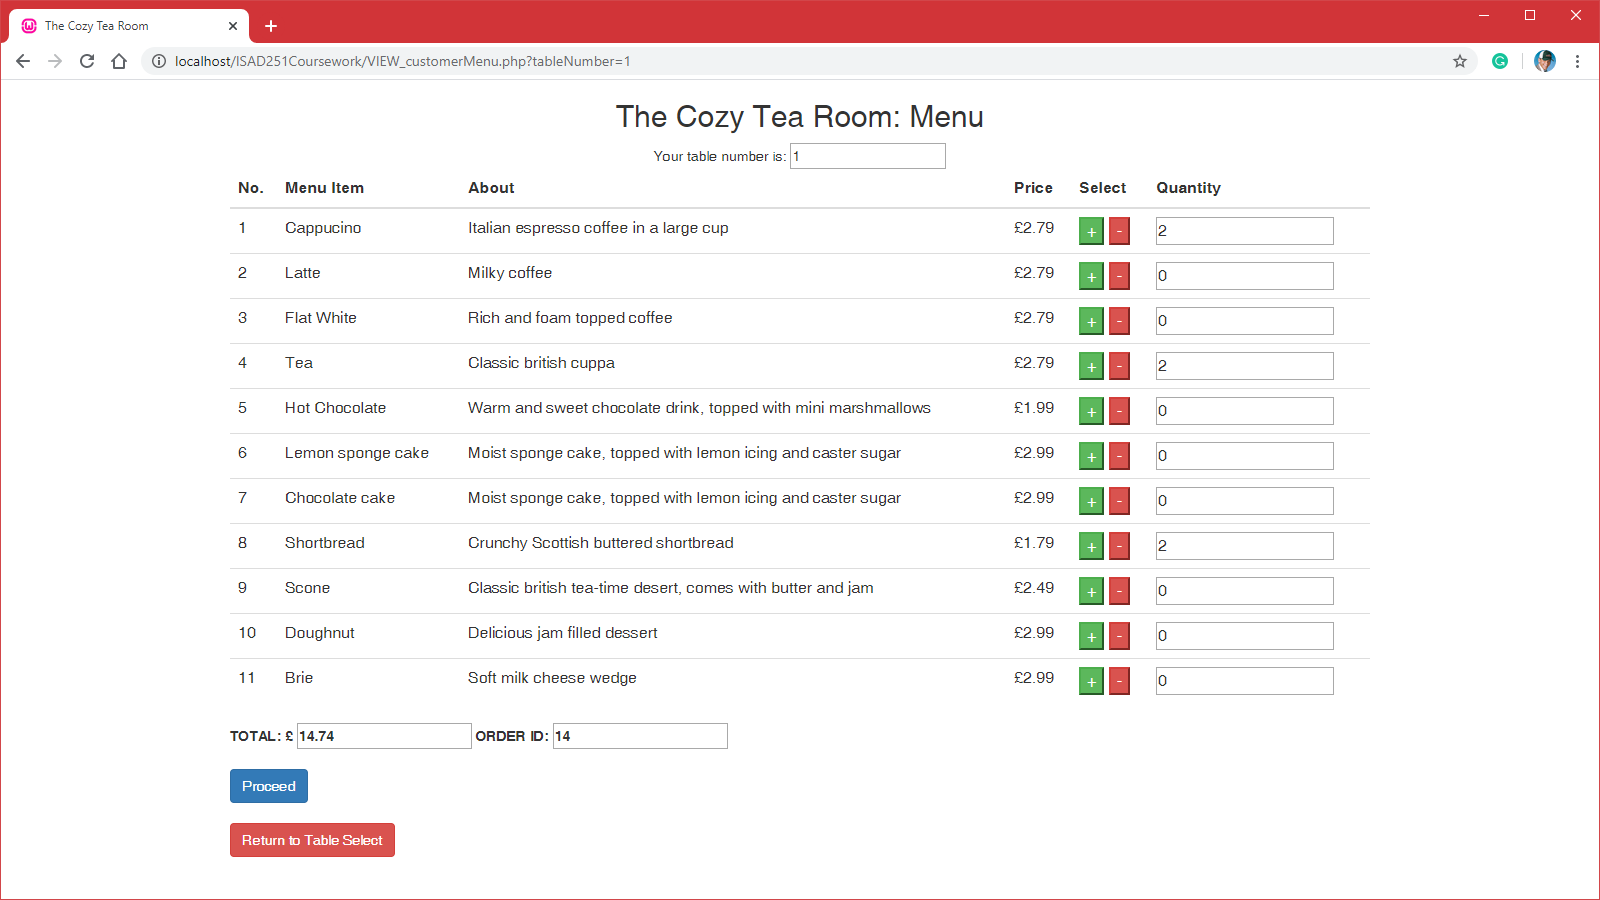 The Cozy Tea Room
localhost/ISAD251Coursework/VIEW_customerMenu.php?tableNumber=1
The Cozy Tea Room: Menu
Your table number is: 1
No. Menu Item About Price Select Quantity
1 Cappucino Italian espresso coffee in a large cup £2.79 + - 2
2 Latte Milky coffee £2.79 + - 0
3 Flat White Rich and foam topped coffee £2.79 + - 0
4 Tea Classic british cuppa £2.79 + - 2
5 Hot Chocolate Warm and sweet chocolate drink, topped with mini marshmallows £1.99 + - 0
6 Lemon sponge cake Moist sponge cake, topped with lemon icing and caster sugar £2.99 + - 0
7 Chocolate cake Moist sponge cake, topped with lemon icing and caster sugar £2.99 + - 0
8 Shortbread Crunchy Scottish buttered shortbread £1.79 + - 2
9 Scone Classic british tea-time desert, comes with butter and jam £2.49 + - 0
10 Doughnut Delicious jam filled dessert £2.99 + - 0
11 Brie Soft milk cheese wedge £2.99 + - 0
TOTAL: £ 14.74 ORDER ID: 14
Proceed
Return to Table Select